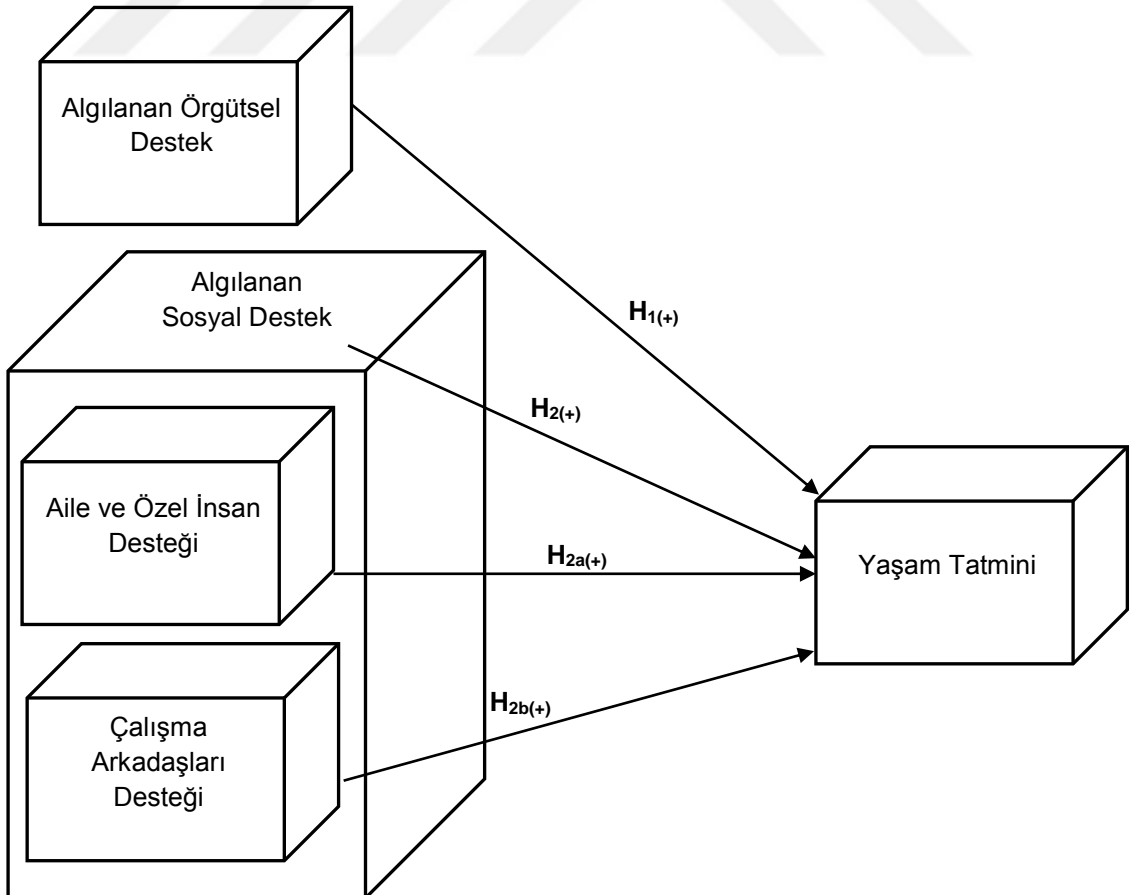 Algılanan Örgütsel
Destek
Algılanan
Sosyal Destek
H1(+)
H2(+)
Aile ve Özel İnsan
Desteği
H2a(+)
Yaşam Tatmini
H2b(+)
Çalışma
Arkadaşları
Desteği